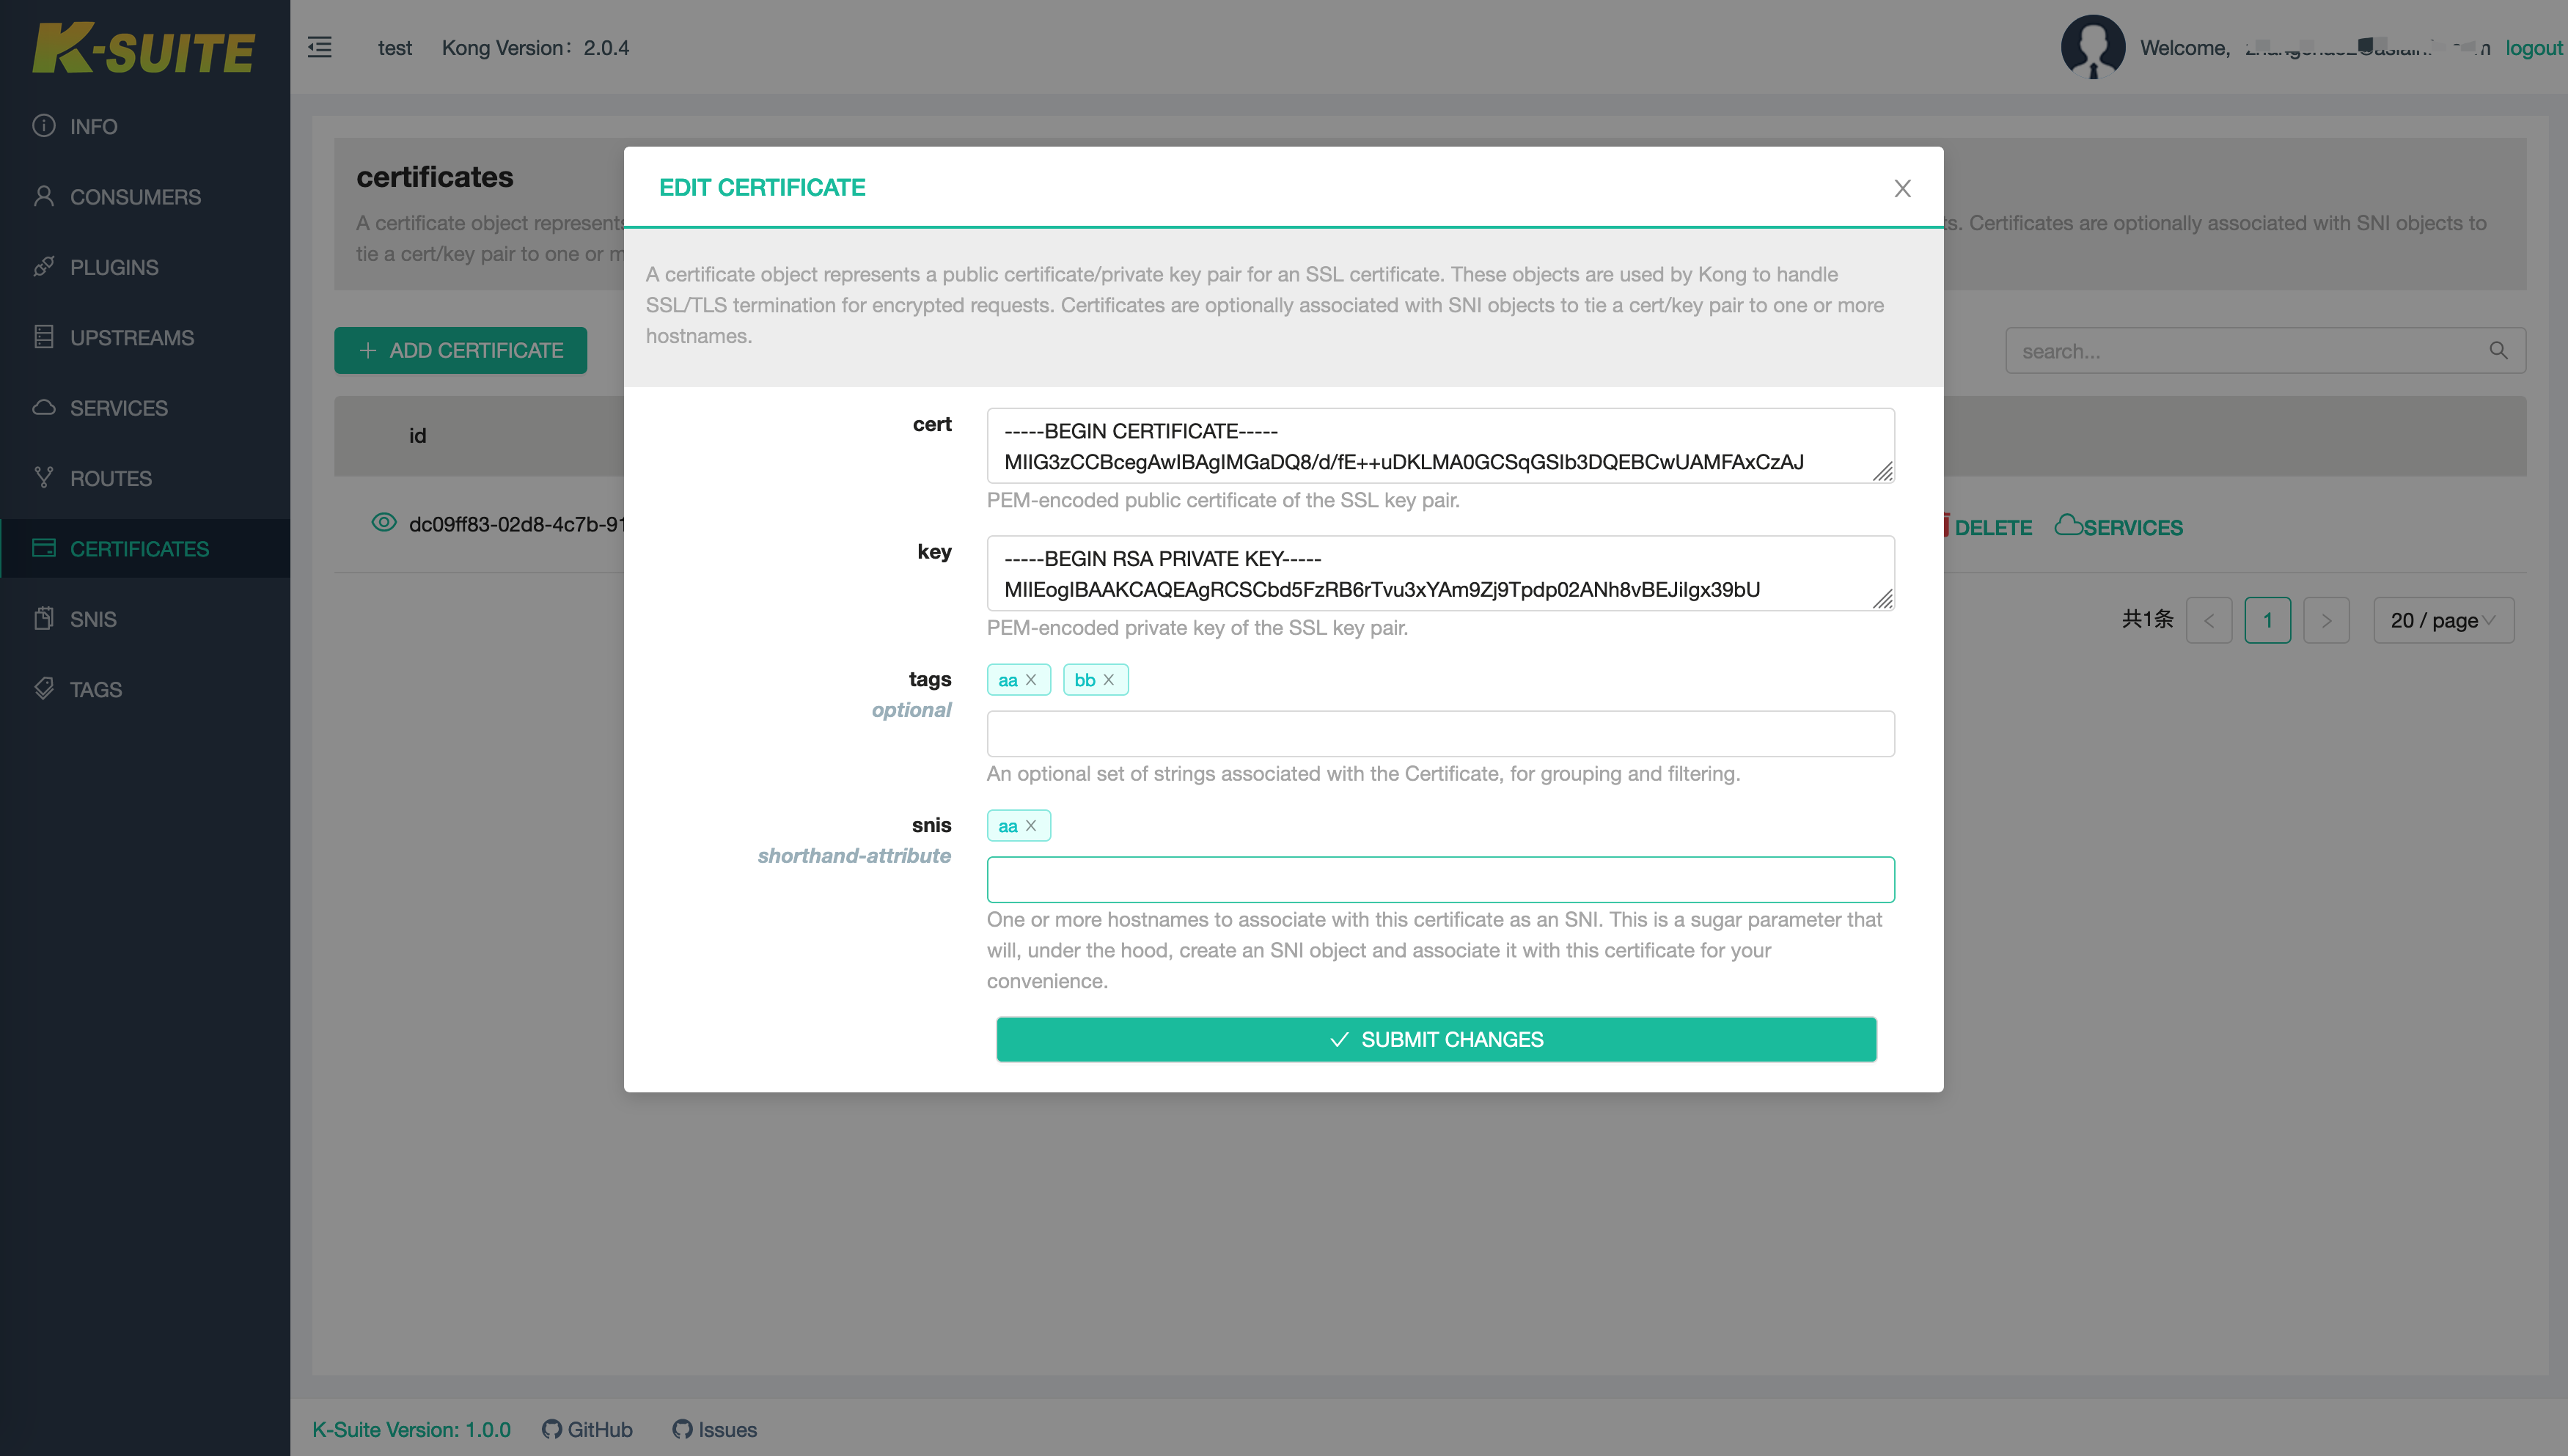 K-SUITE
test
Kong Version：2.0.4
Welcome,
logout
INFO
CONSUMERS
PLUGINS
UPSTREAMS
SERVICES
ROUTES
CERTIFICATES
SNIS
TAGS
certificates
A certificate object represents
s. Certificates are optionally associated with SNI objects to
tie a cert/key pair to one or m
ADD CERTIFICATE
search...
id
dc09ff83-02d8-4c7b-91
DELETE
SERVICES
共1条
1
20 / page
EDIT CERTIFICATE
A certificate object represents a public certificate/private key pair for an SSL certificate. These objects are used by Kong to handle
SSL/TLS termination for encrypted requests. Certificates are optionally associated with SNI objects to tie a cert/key pair to one or more
hostnames.
cert
-----BEGIN CERTIFICATE-----
MIIG3zCCBcegAwIBAgIMGaDQ8/d/fE++uDKLMA0GCSqGSIb3DQEBCwUAMFAxCzAJ
PEM-encoded public certificate of the SSL key pair.
key
-----BEGIN RSA PRIVATE KEY-----
MIIEogIBAAKCAQEAgRCSCbd5FzRB6rTvu3xYAm9Zj9Tpdp02ANh8vBEJiIgx39bU
PEM-encoded private key of the SSL key pair.
tags
optional
aa
bb
An optional set of strings associated with the Certificate, for grouping and filtering.
snis
shorthand-attribute
aa
One or more hostnames to associate with this certificate as an SNI. This is a sugar parameter that
will, under the hood, create an SNI object and associate it with this certificate for your
convenience.
SUBMIT CHANGES
K-Suite Version: 1.0.0
GitHub
Issues